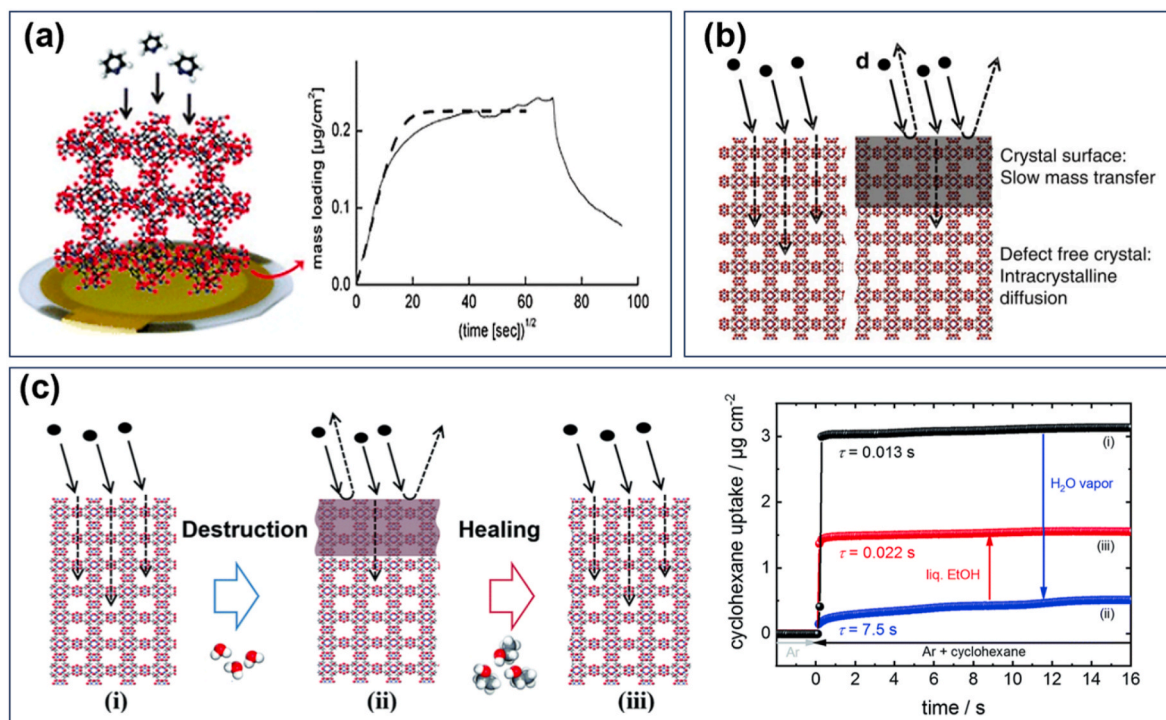 (a)
mass loading [µg/cm²]
0.2
0.1
0.0
0 20 40 60 80 100
(time [sec])^1/2
(b)
d
Crystal surface:
Slow mass transfer
Defect free crystal:
Intracrystalline
diffusion
(c)
Destruction
Healing
(i)
(ii)
(iii)
cyclohexane uptake / µg cm⁻²
3
2
1
0
τ = 0.013 s
(i)
H₂O vapor
τ = 0.022 s
(iii)
liq. EtOH
τ = 7.5 s
(ii)
Ar
Ar + cyclohexane
0 2 4 6 8 10 12 14 16
time / s